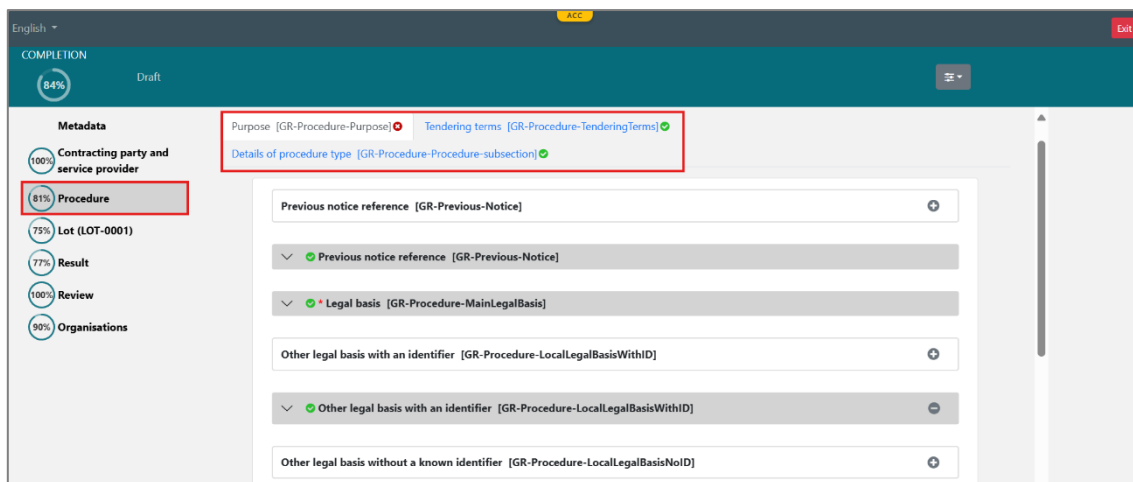 ACC
English
Exit
COMPLETION
84%
Draft
Metadata
100% Contracting party and
service provider
81% Procedure
75% Lot (LOT-0001)
77% Result
100% Review
90% Organisations
Purpose [GR-Procedure-Purpose] Tendering terms [GR-Procedure-TenderingTerms]
Details of procedure type [GR-Procedure-Procedure-subsection]
Previous notice reference [GR-Previous-Notice]
Previous notice reference [GR-Previous-Notice]
* Legal basis [GR-Procedure-MainLegalBasis]
Other legal basis with an identifier [GR-Procedure-LocalLegalBasisWithID]
Other legal basis with an identifier [GR-Procedure-LocalLegalBasisWithID]
Other legal basis without a known identifier [GR-Procedure-LocalLegalBasisNoID]